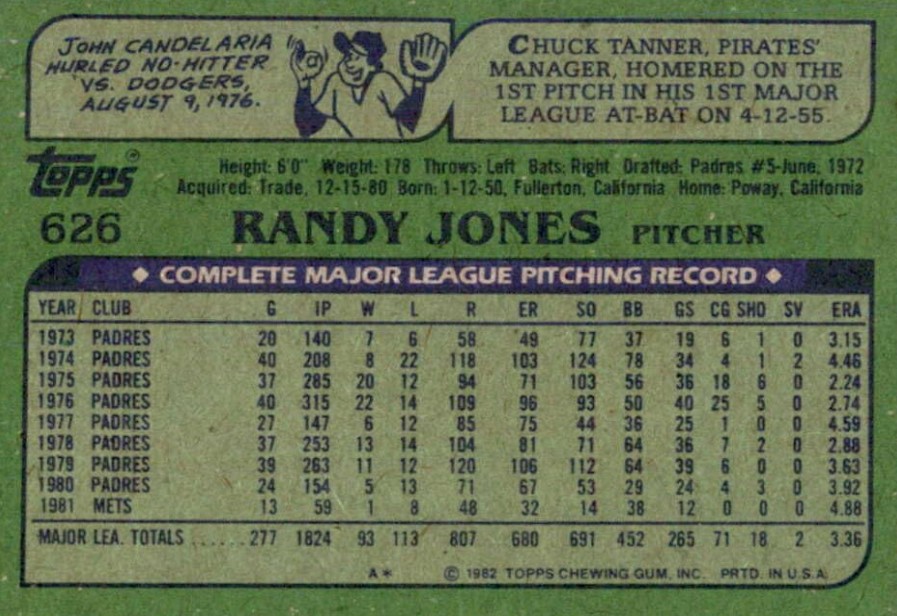 JOHN CANDELARIA
HURLED NO-HITTER
VS. DODGERS,
AUGUST 9, 1976.
CHUCK TANNER, PIRATES'
MANAGER, HOMERED ON THE
1ST PITCH IN HIS 1ST MAJOR
LEAGUE AT-BAT ON 4-12-55.
Topps®
Height: 6'0" Weight: 178 Throws: Left Bats: Right Drafted: Padres #5-June, 1972
Acquired: Trade, 12-15-80 Born: 1-12-50, Fullerton, California Home: Poway, California
626 RANDY JONES PITCHER
◆ COMPLETE MAJOR LEAGUE PITCHING RECORD ◆
YEAR CLUB G IP W L R ER SO BB GS CG SHO SV ERA
1973 PADRES 20 140 7 6 58 49 77 37 19 6 1 0 3.15
1974 PADRES 40 208 8 22 118 103 124 78 34 4 1 2 4.46
1975 PADRES 37 285 20 12 94 71 103 56 36 18 6 0 2.24
1976 PADRES 40 315 22 14 109 96 93 50 40 25 5 0 2.74
1977 PADRES 27 147 6 12 85 75 44 36 25 1 0 0 4.59
1978 PADRES 37 253 13 14 104 81 71 64 36 7 2 0 2.88
1979 PADRES 39 263 11 12 120 106 112 64 39 6 0 0 3.63
1980 PADRES 24 154 5 13 71 67 53 29 24 4 3 0 3.92
1981 METS 13 59 1 8 48 32 14 38 12 0 0 0 4.88
MAJOR LEA. TOTALS ...... 277 1824 93 113 807 680 691 452 265 71 18 2 3.36
A* © 1982 TOPPS CHEWING GUM, INC. PRTD. IN U.S.A.